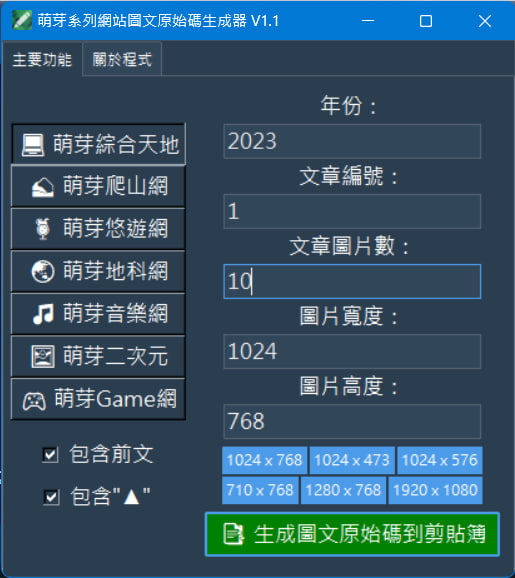 萌芽系列網站圖文原始碼生成器 V1.1
主要功能 關於程式
萌芽綜合天地
萌芽爬山網
萌芽悠遊網
萌芽地科網
萌芽音樂網
萌芽二次元
萌芽Game網
包含前文
包含"▲"
年份：
2023
文章編號：
1
文章圖片數：
10
圖片寬度：
1024
圖片高度：
768
1024 x 768 1024 x 473 1024 x 576
710 x 768 1280 x 768 1920 x 1080
生成圖文原始碼到剪貼簿